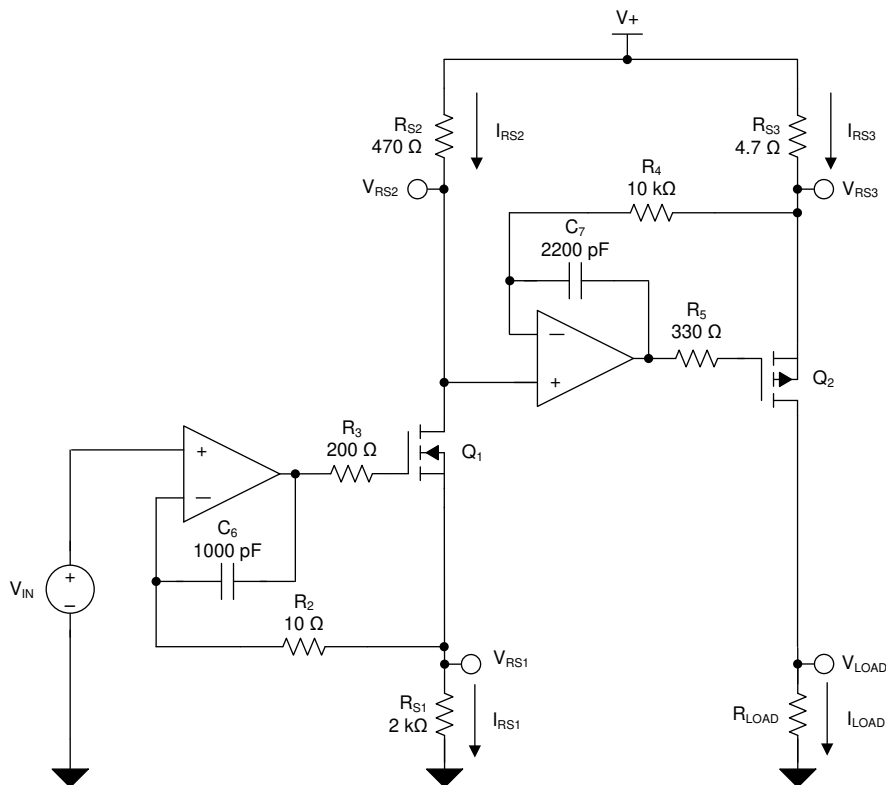 V+
RS2
470 Ω
IRS2
RS3
4.7 Ω
IRS3
VRS2
R4
10 kΩ
VRS3
C7
2200 pF
R5
330 Ω
−
+
Q2
R3
200 Ω
Q1
+
−
C6
1000 pF
VIN
+
−
R2
10 Ω
VRS1
VLOAD
RS1
2 kΩ
IRS1
RLOAD
ILOAD